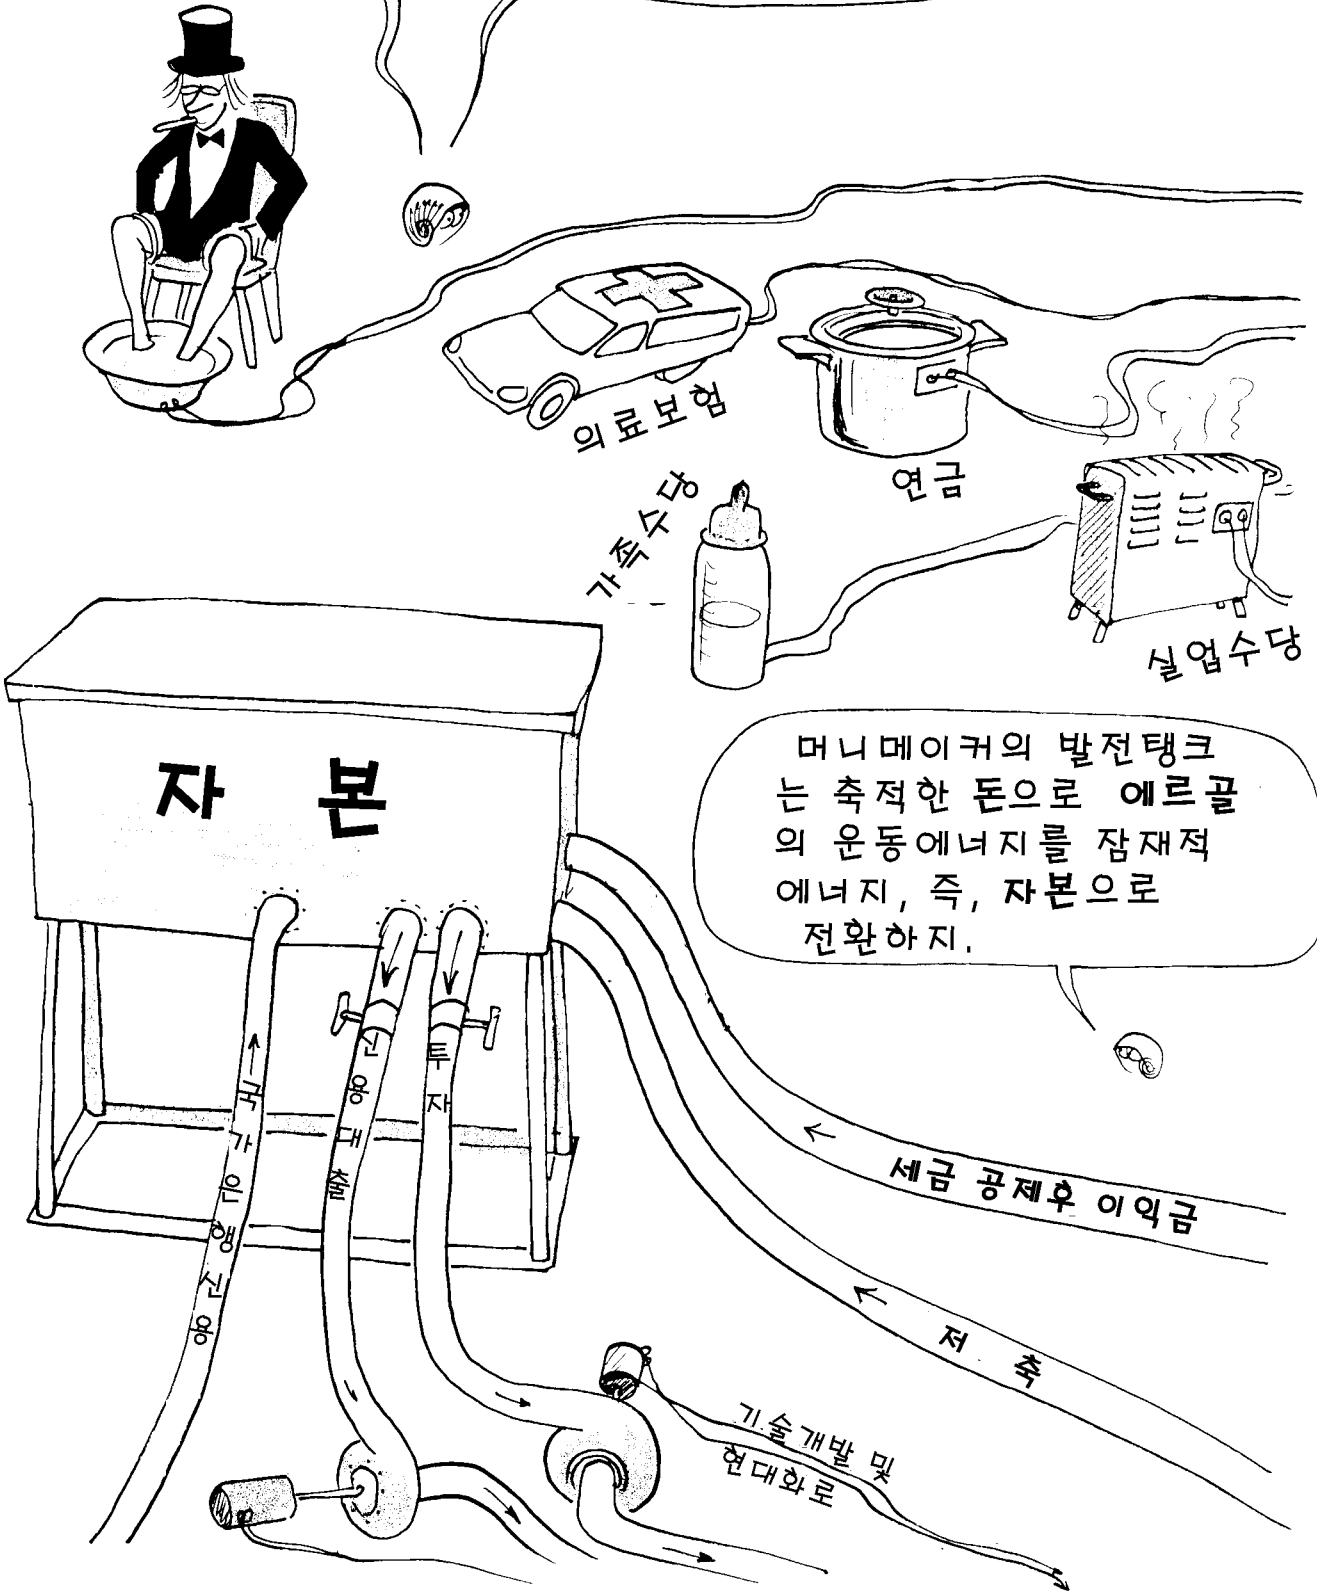 의료보험
연금
가족수당
실업수당
자 본
머니메이커의 발전탱크
는 축적한 돈으로 에르골
의 운동에너지를 잠재적
에너지, 즉, 자본으로
전환하지.
국가은행신용
신용대출
투자
세금 공제후 이익금
저 축
기술개발 및
현대화로